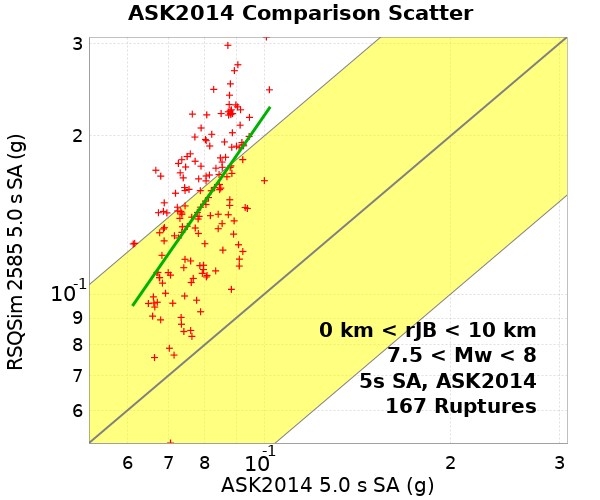 ASK2014 Comparison Scatter
RSQSim 2585 5.0 s SA (g)
3
2
10-1
9
8
7
6
0 km < rJB < 10 km
7.5 < Mw < 8
5s SA, ASK2014
167 Ruptures
6 7 8 10-1 2 3
ASK2014 5.0 s SA (g)